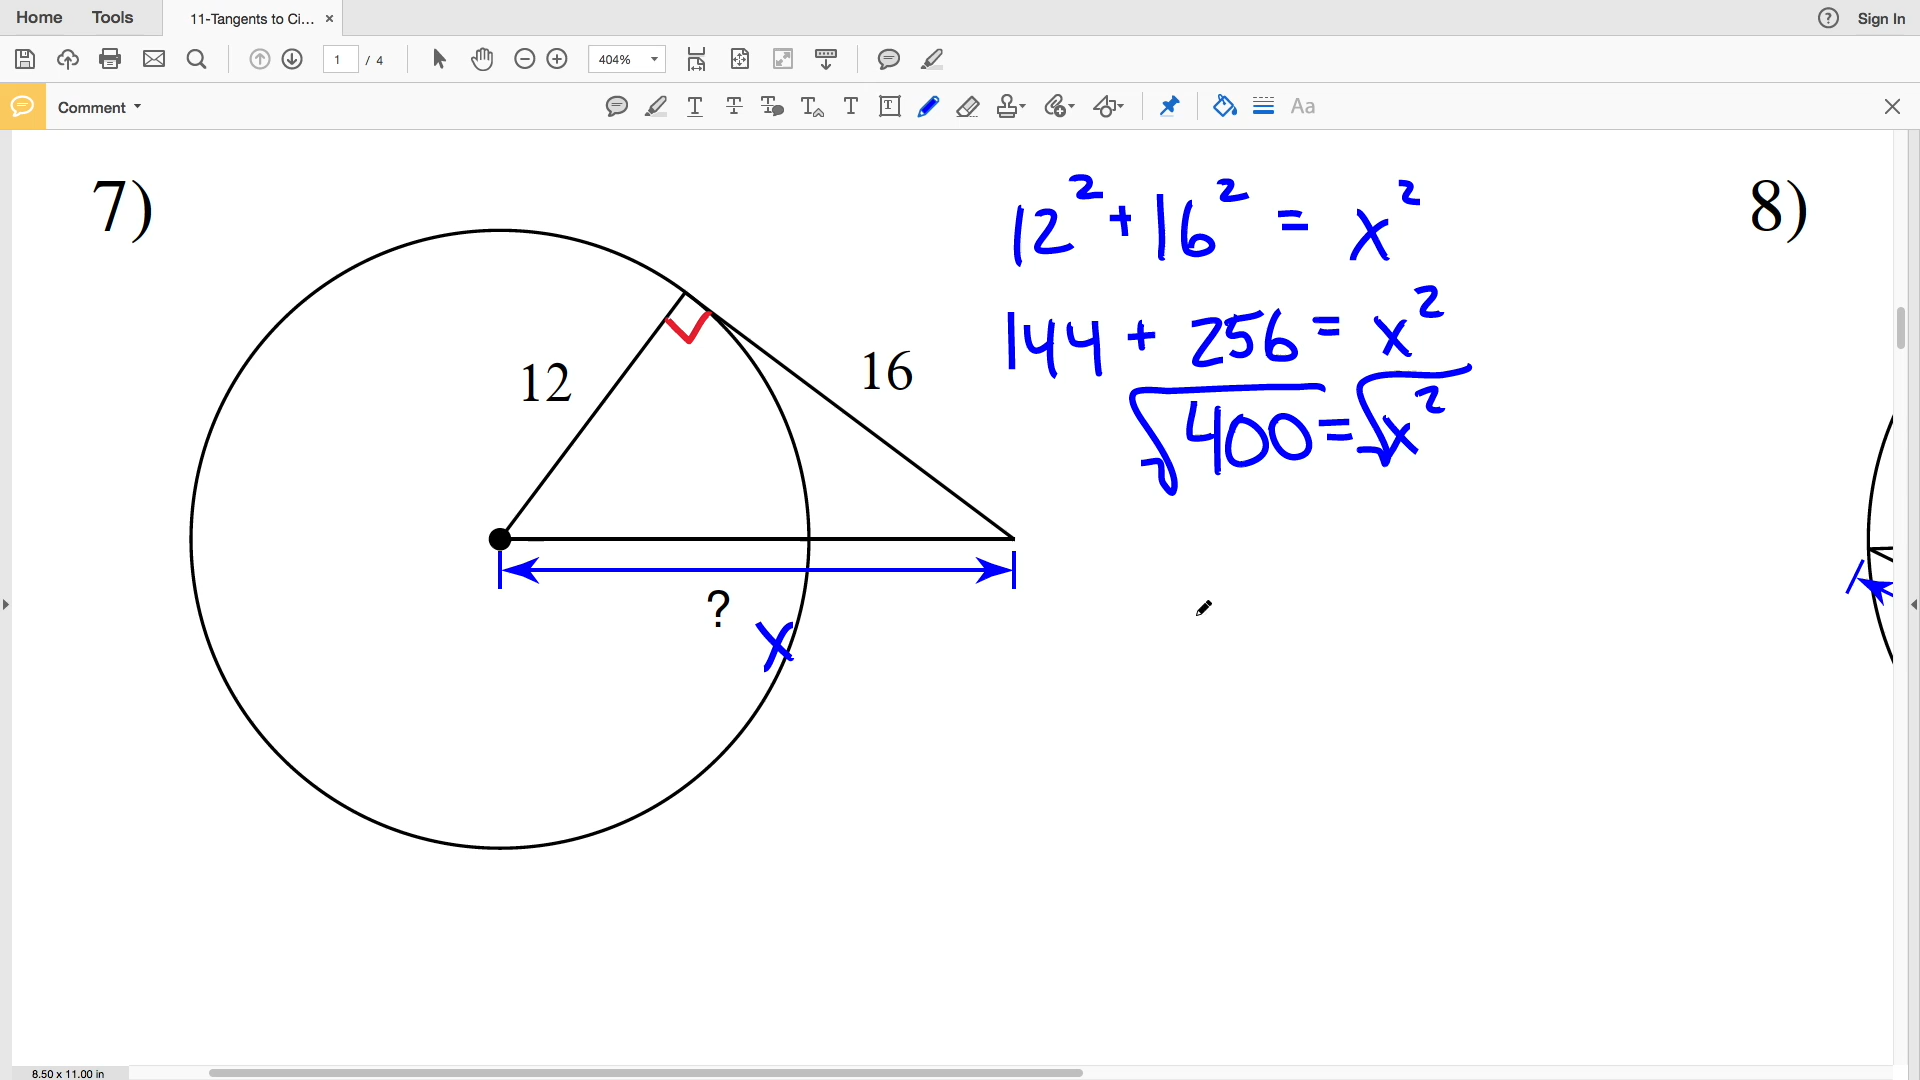 Home Tools 11-Tangents to Ci... × ? Sign In
1 / 4 404%
Comment T T T T T T Aa
7) 12² + 16² = x² 8)
144 + 256 = x²
12 16
√400 = √x²
?
x
8.50 x 11.00 in